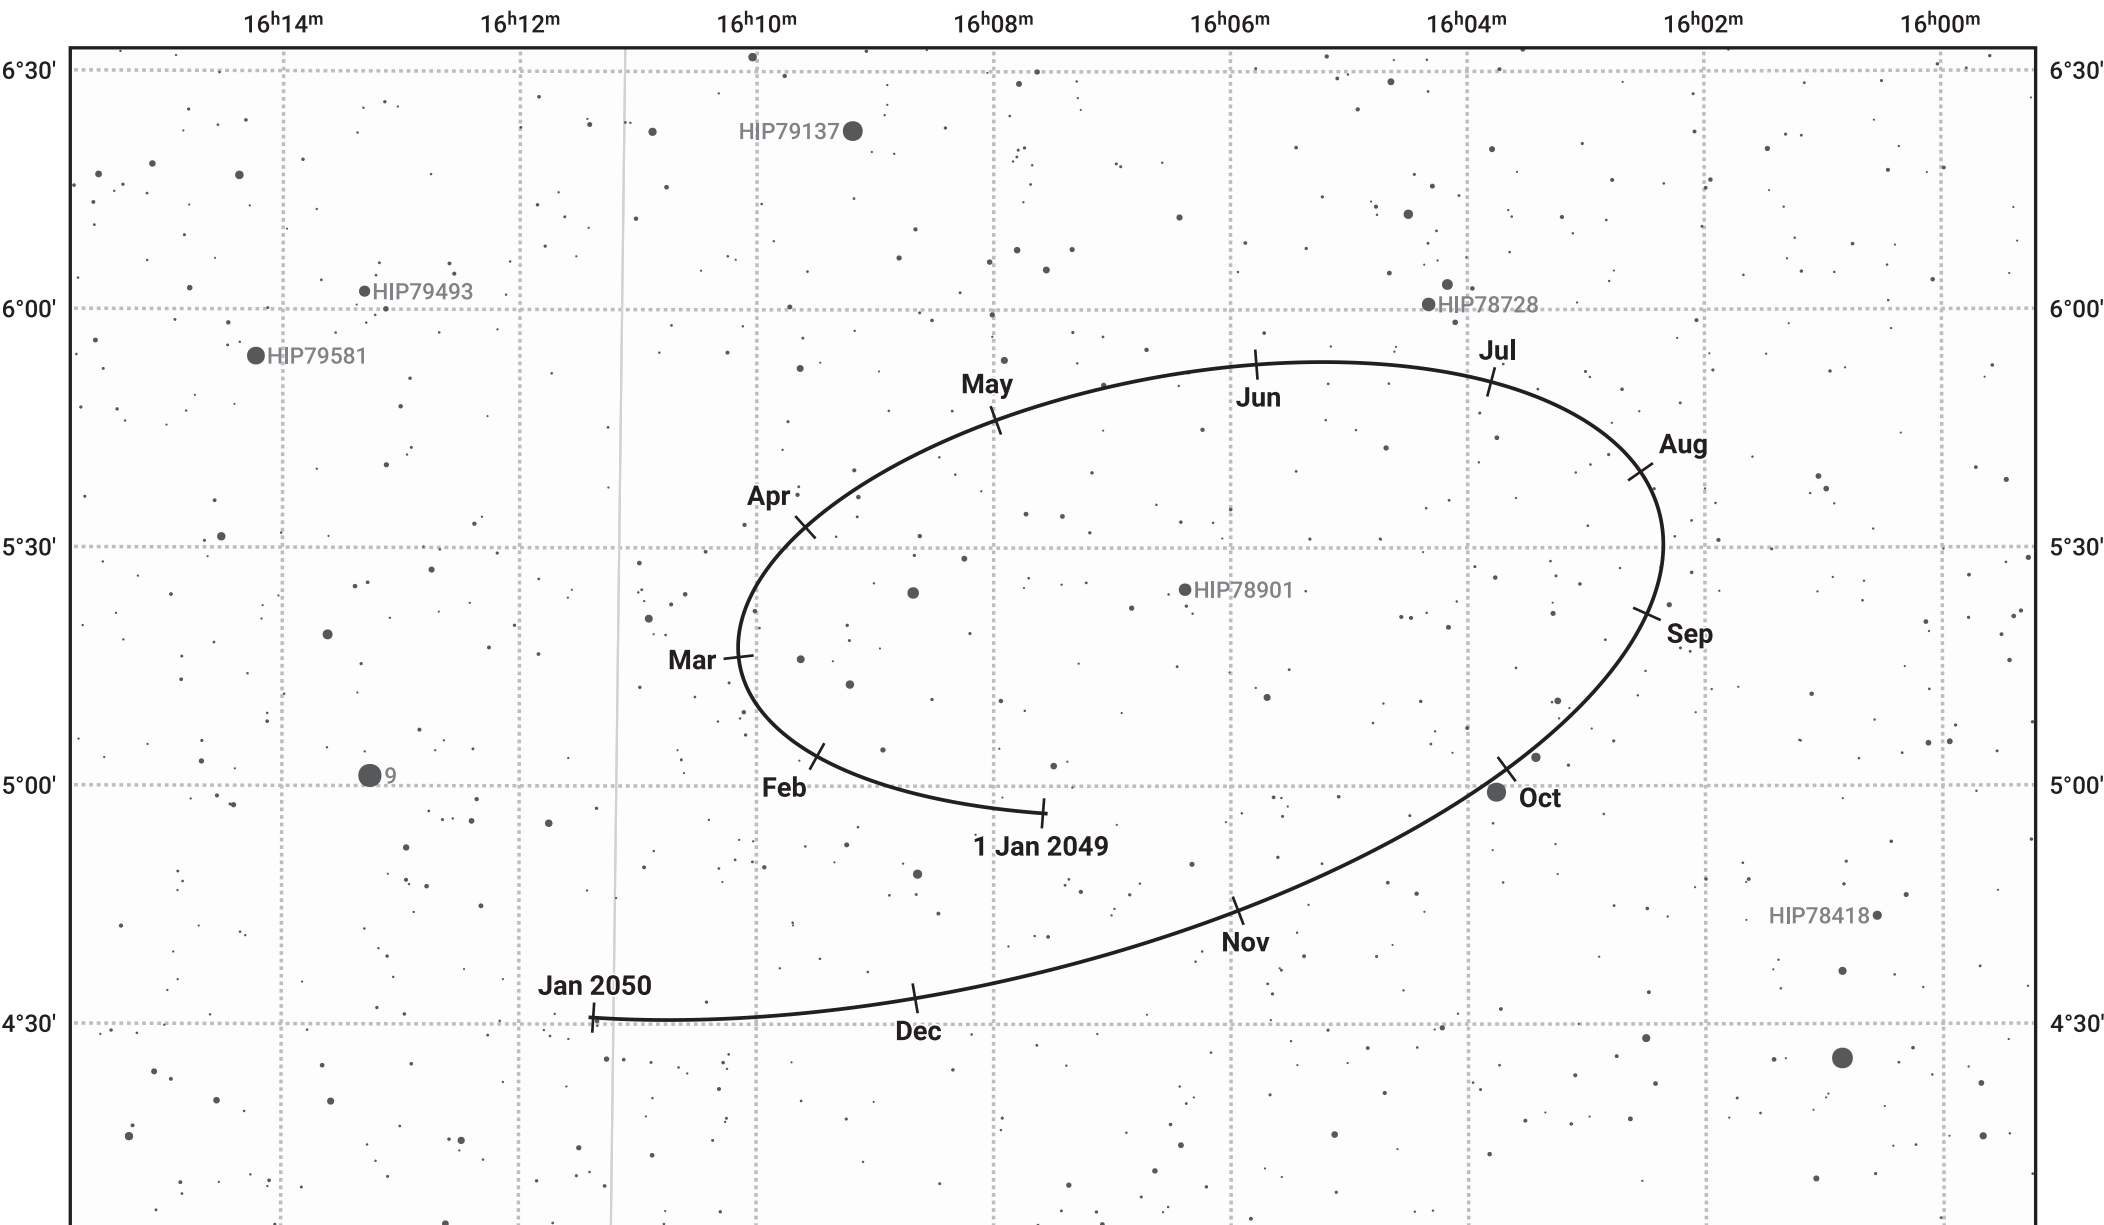 16h14m 16h12m 16h10m 16h08m 16h06m 16h04m 16h02m 16h00m
6°30' 6°30'
HIP79137
HIP79493
6°00' HIP78728 6°00'
HIP79581
Jul
May
Jun
Aug
Apr
5°30' 5°30'
HIP78901
Sep
Mar
9
5°00' 5°00'
Feb Oct
1 Jan 2049
HIP78418
Nov
Jan 2050
4°30' 4°30'
Dec